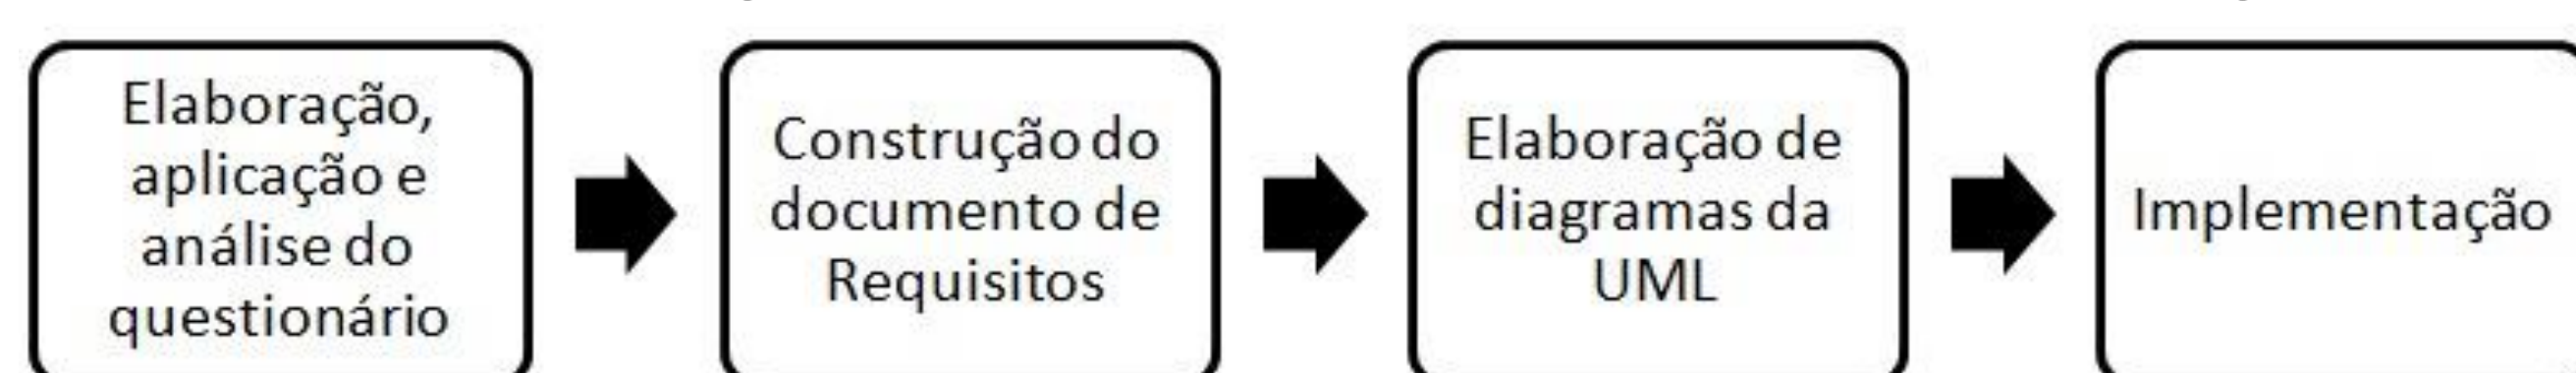 Elaboração,
aplicação e
análise do
questionário
Construção do
documento de
Requisitos
Elaboração de
diagramas da
UML
Implementação